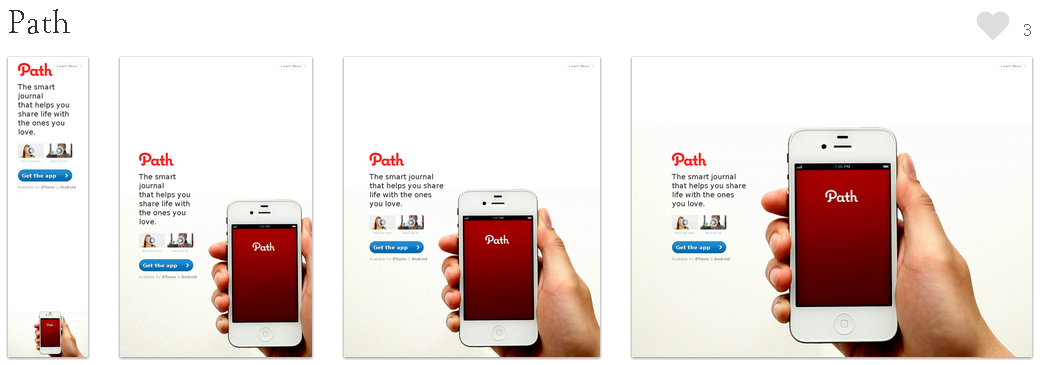 Path
3
Learn More
Path
The smart
journal
that helps you
share life with
the ones you
love.
Get the app
Available for iPhone & Android
Path
Learn More
Path
The smart
journal
that helps you
share life with
the ones you
love.
Get the app
Available for iPhone & Android
Path
Learn More
Path
The smart journal
that helps you share
life with the ones
you love.
Get the app
Available for iPhone & Android
Path
Learn More
Path
The smart journal
that helps you share
life with the ones
you love.
Get the app
Available for iPhone & Android
7:05 PM
Path